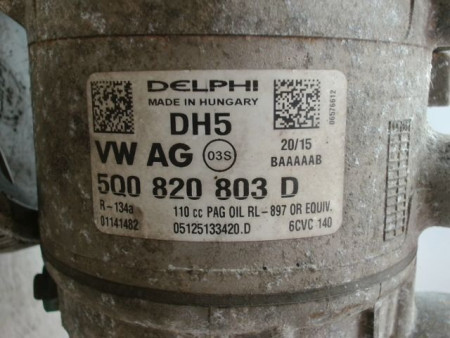 DELPHI
MADE IN HUNGARY
DH5
20/15
VW AG 03S BAAAAAB
5Q0 820 803 D
R-134a 110 cc PAG OIL RL-897 OR EQUIV.
01141482 05125133420.D 6CVC 140
06576612